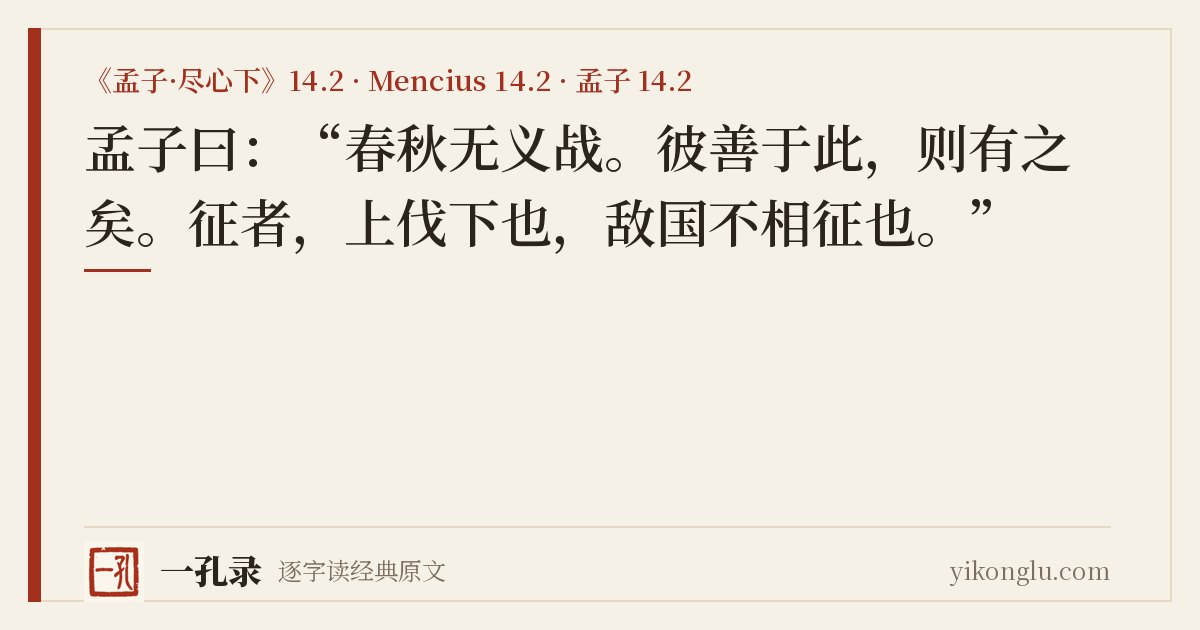 《孟子·尽心下》14.2 · Mencius 14.2 · 孟子 14.2
孟子曰：“春秋无义战。彼善于此，则有之
矣。征者，上伐下也，敌国不相征也。”
一孔
一孔录 逐字读经典原文 yikonglu.com